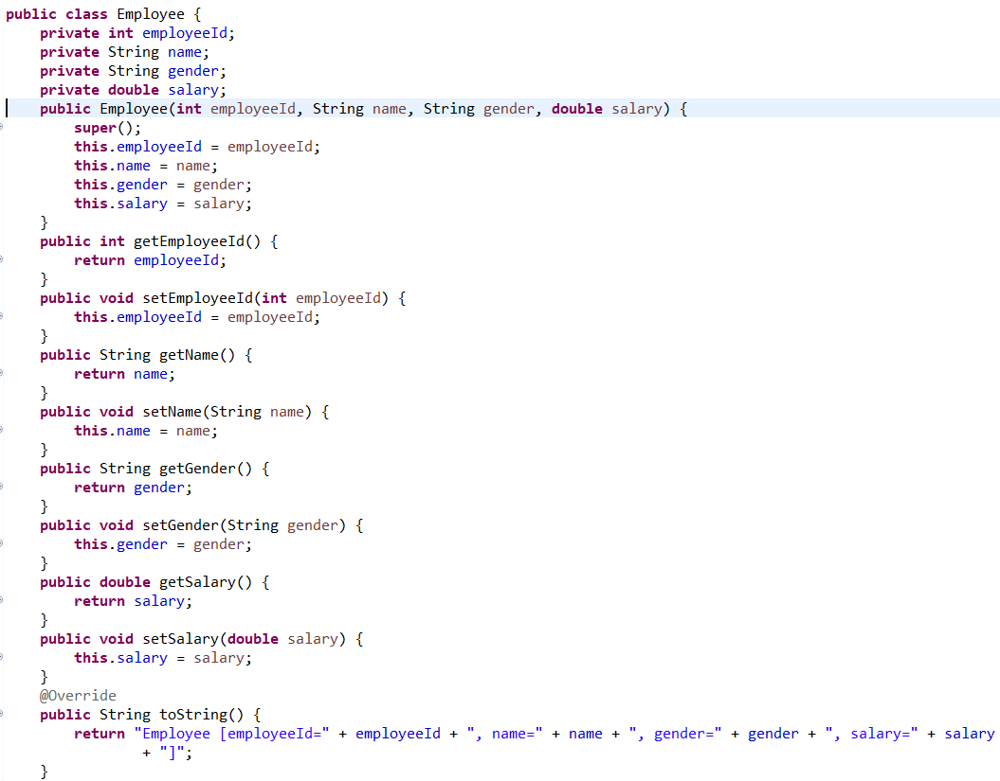 public class Employee {
    private int employeeId;
    private String name;
    private String gender;
    private double salary;
    public Employee(int employeeId, String name, String gender, double salary) {
        super();
        this.employeeId = employeeId;
        this.name = name;
        this.gender = gender;
        this.salary = salary;
    }
    public int getEmployeeId() {
        return employeeId;
    }
    public void setEmployeeId(int employeeId) {
        this.employeeId = employeeId;
    }
    public String getName() {
        return name;
    }
    public void setName(String name) {
        this.name = name;
    }
    public String getGender() {
        return gender;
    }
    public void setGender(String gender) {
        this.gender = gender;
    }
    public double getSalary() {
        return salary;
    }
    public void setSalary(double salary) {
        this.salary = salary;
    }
    @Override
    public String toString() {
        return "Employee [employeeId=" + employeeId + ", name=" + name + ", gender=" + gender + ", salary=" + salary
                + "]";
    }